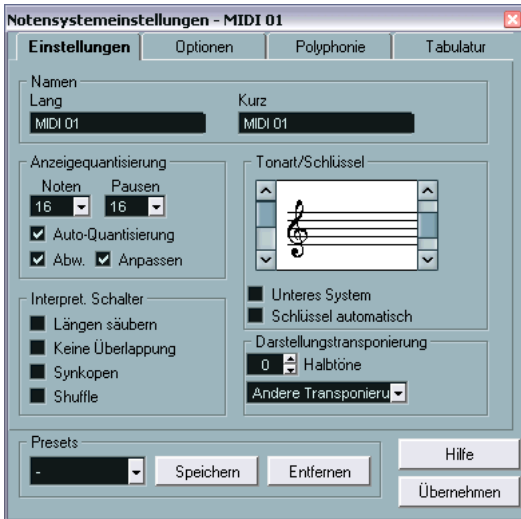 Notensystemeinstellungen - MIDI 01
Einstellungen Optionen Polyphonie Tabulatur
Namen
Lang Kurz
MIDI 01 MIDI 01
Anzeigequantisierung
Noten Pausen
16 16
Auto-Quantisierung
Abw. Anpassen
Tonart/Schlüssel
Unteres System
Schlüssel automatisch
Interpret. Schalter
Längen säubern
Keine Überlappung
Synkopen
Shuffle
Darstellungstransponierung
0 Halbtöne
Andere Transponieru
Presets
- Speichern Entfernen
Hilfe
Übernehmen